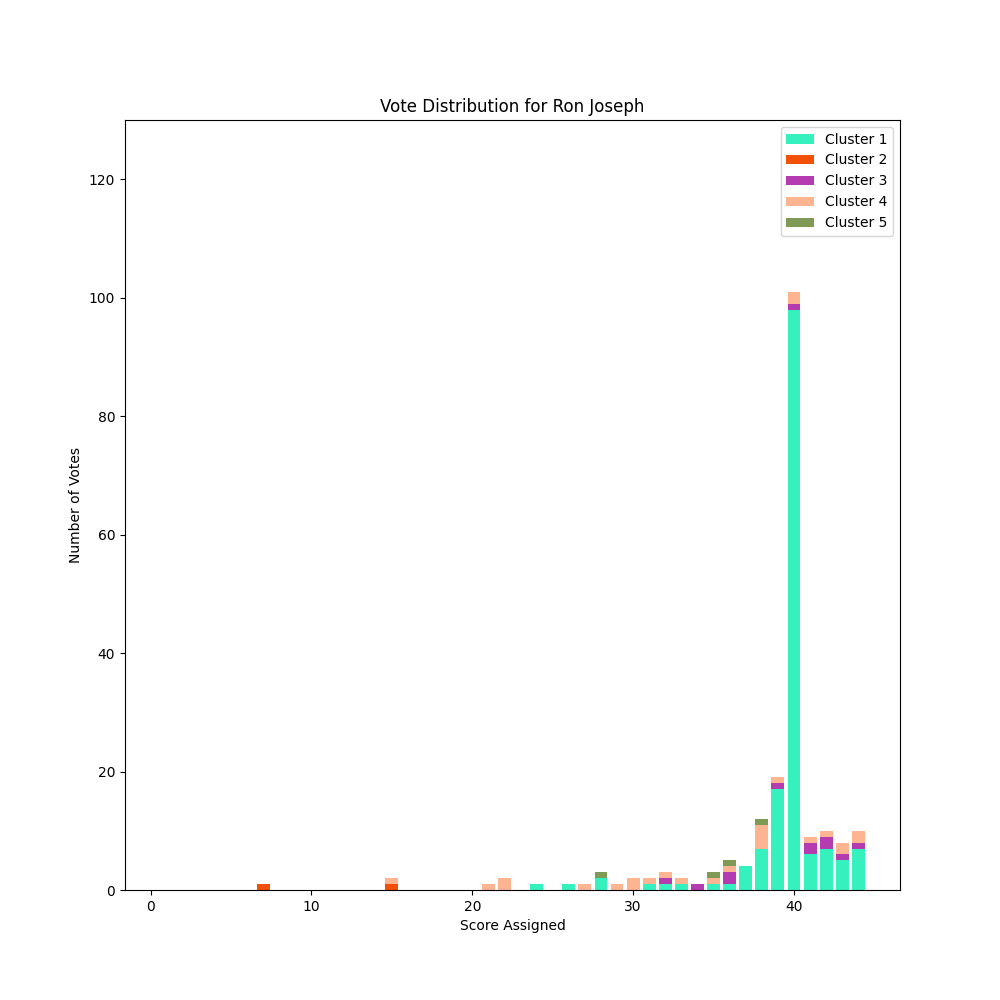 Vote Distribution for Ron Joseph
Cluster 1
Cluster 2
Cluster 3
Cluster 4
Cluster 5
120
100
80
60
40
20
0
Number of Votes
0 10 20 30 40
Score Assigned